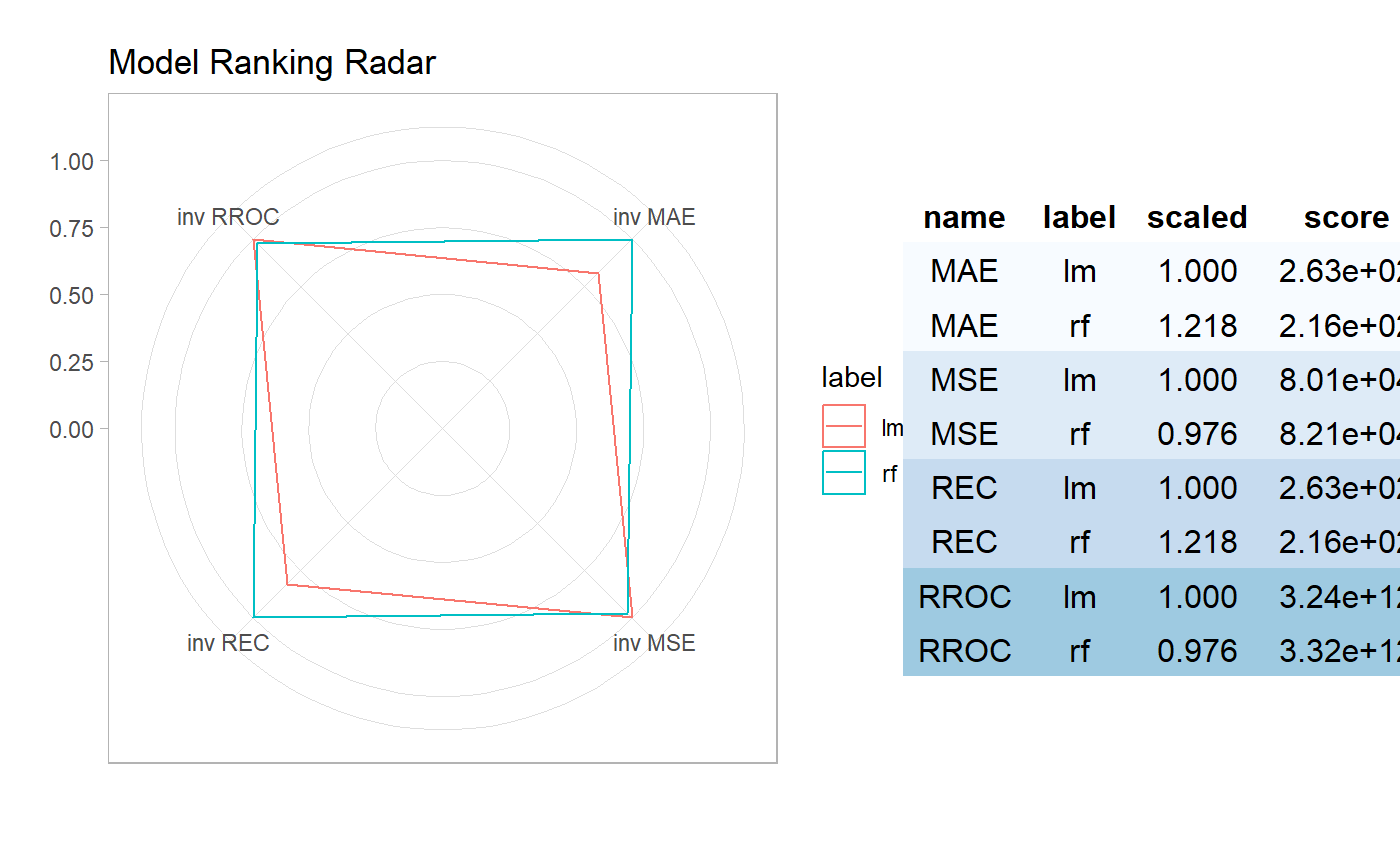 Model Ranking Radar
1.00
0.75
0.50
0.25
0.00
inv RROC
inv MAE
inv REC
inv MSE
label
lm
rf
name label scaled score
MAE lm 1.000 2.63e+02
MAE rf 1.218 2.16e+02
MSE lm 1.000 8.01e+04
MSE rf 0.976 8.21e+04
REC lm 1.000 2.63e+02
REC rf 1.218 2.16e+02
RROC lm 1.000 3.24e+12
RROC rf 0.976 3.32e+12